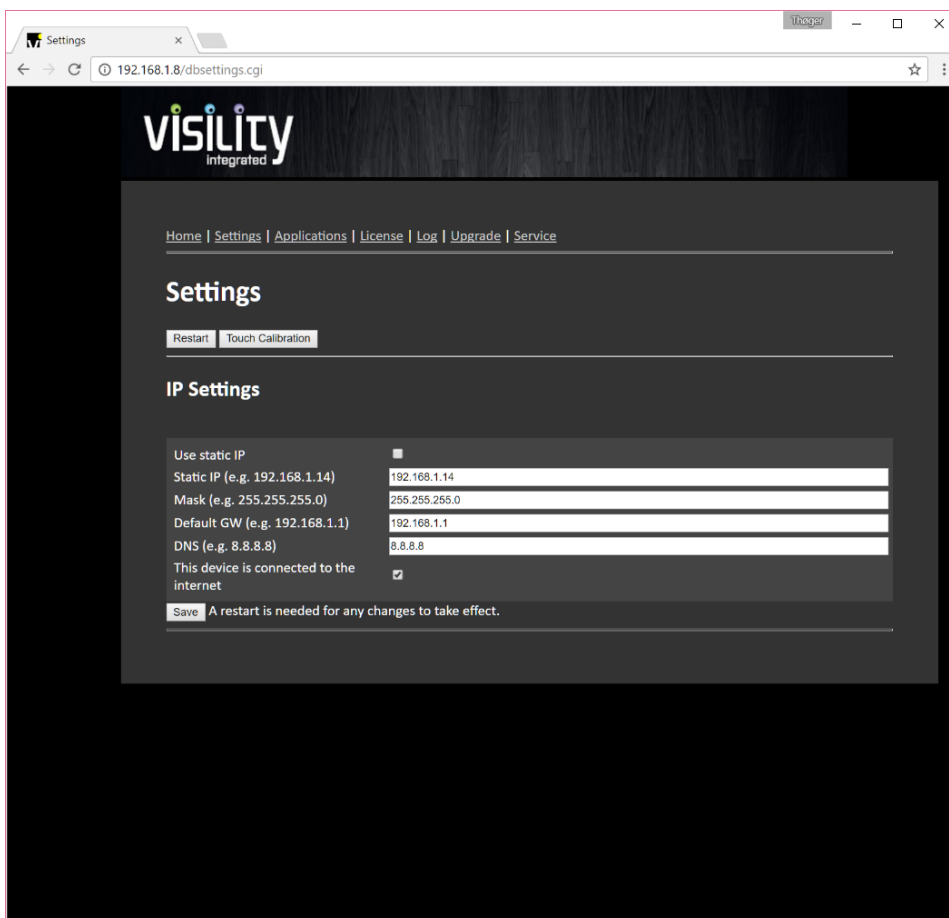 Thøger
Settings
192.168.1.8/dbsettings.cgi
visility
integrated
Home | Settings | Applications | License | Log | Upgrade | Service
Settings
Restart Touch Calibration
IP Settings
Use static IP
Static IP (e.g. 192.168.1.14) 192.168.1.14
Mask (e.g. 255.255.255.0) 255.255.255.0
Default GW (e.g. 192.168.1.1) 192.168.1.1
DNS (e.g. 8.8.8.8) 8.8.8.8
This device is connected to the
internet
Save A restart is needed for any changes to take effect.